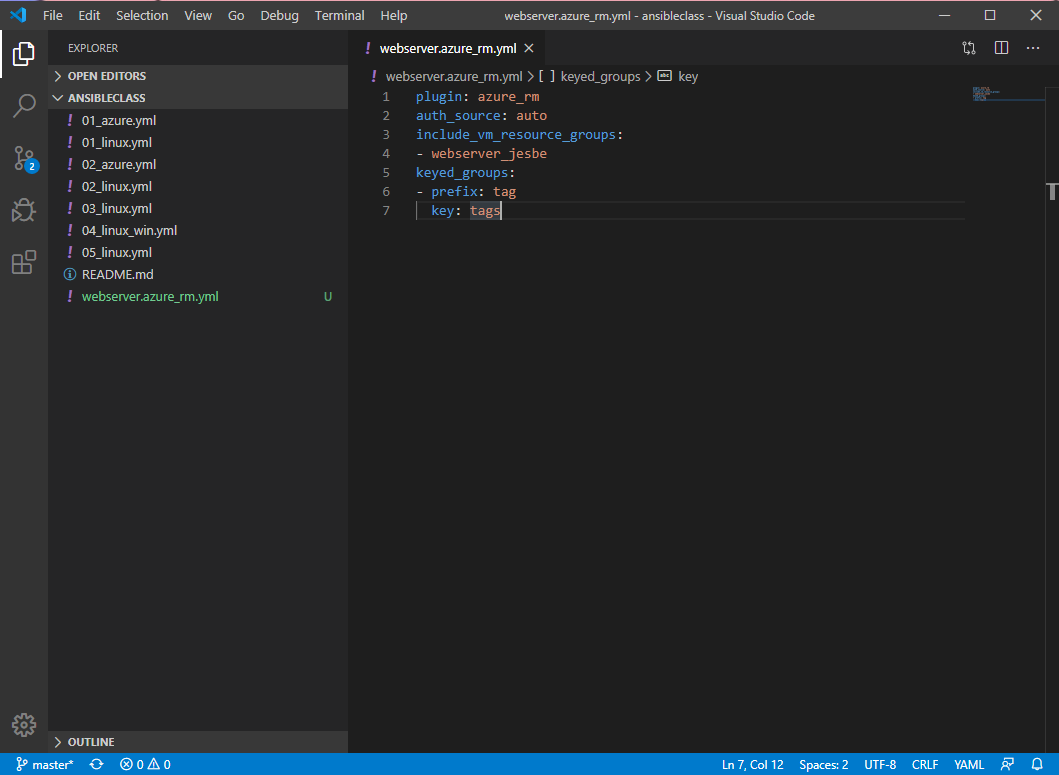 File Edit Selection View Go Debug Terminal Help webserver.azure_rm.yml - ansibleclass - Visual Studio Code
EXPLORER
OPEN EDITORS
ANSIBLECLASS
! 01_azure.yml
! 01_linux.yml
! 02_azure.yml
! 02_linux.yml
! 03_linux.yml
! 04_linux_win.yml
! 05_linux.yml
README.md
! webserver.azure_rm.yml U
2
OUTLINE
! webserver.azure_rm.yml
! webserver.azure_rm.yml > [ ] keyed_groups > abc key
1 plugin: azure_rm
2 auth_source: auto
3 include_vm_resource_groups:
4 - webserver_jesbe
5 keyed_groups:
6 - prefix: tag
7 key: tags
master* 0 0 Ln 7, Col 12 Spaces: 2 UTF-8 CRLF YAML